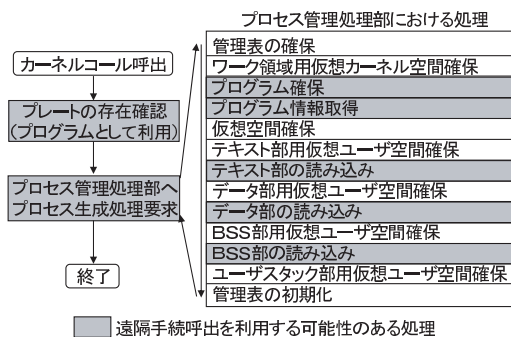 プロセス管理処理部における処理
カーネルコール呼出
プレートの存在確認
(プログラムとして利用)
プロセス管理処理部へ
プロセス生成処理要求
終了
管理表の確保
ワーク領域用仮想カーネル空間確保
プログラム確保
プログラム情報取得
仮想空間確保
テキスト部用仮想ユーザ空間確保
テキスト部の読み込み
データ部用仮想ユーザ空間確保
データ部の読み込み
BSS部用仮想ユーザ空間確保
BSS部の読み込み
ユーザスタック部用仮想ユーザ空間確保
管理表の初期化
遠隔手続呼出を利用する可能性のある処理